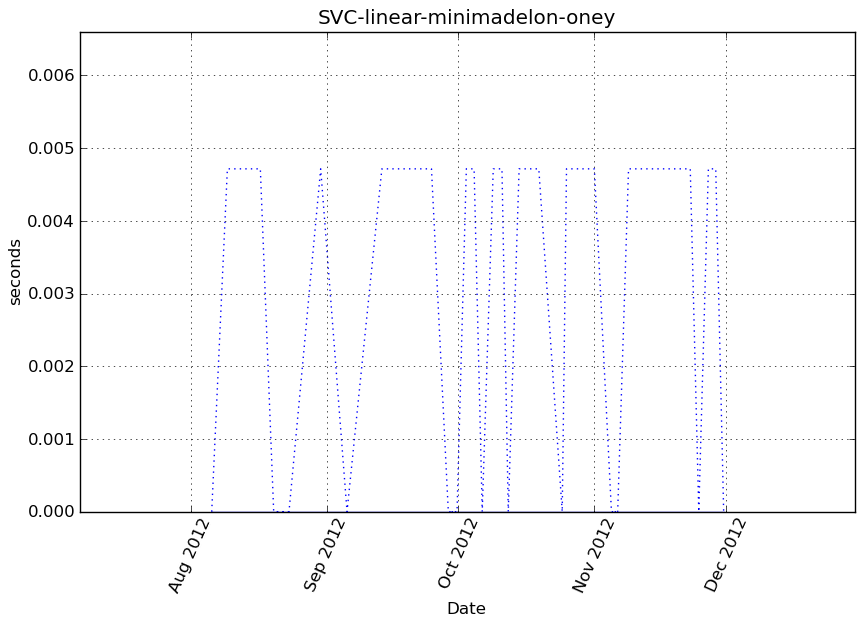 SVC-linear-minimadelon-oney
0.006
0.005
0.004
0.003
0.002
0.001
0.000
seconds
Aug 2012
Sep 2012
Oct 2012
Nov 2012
Dec 2012
Date